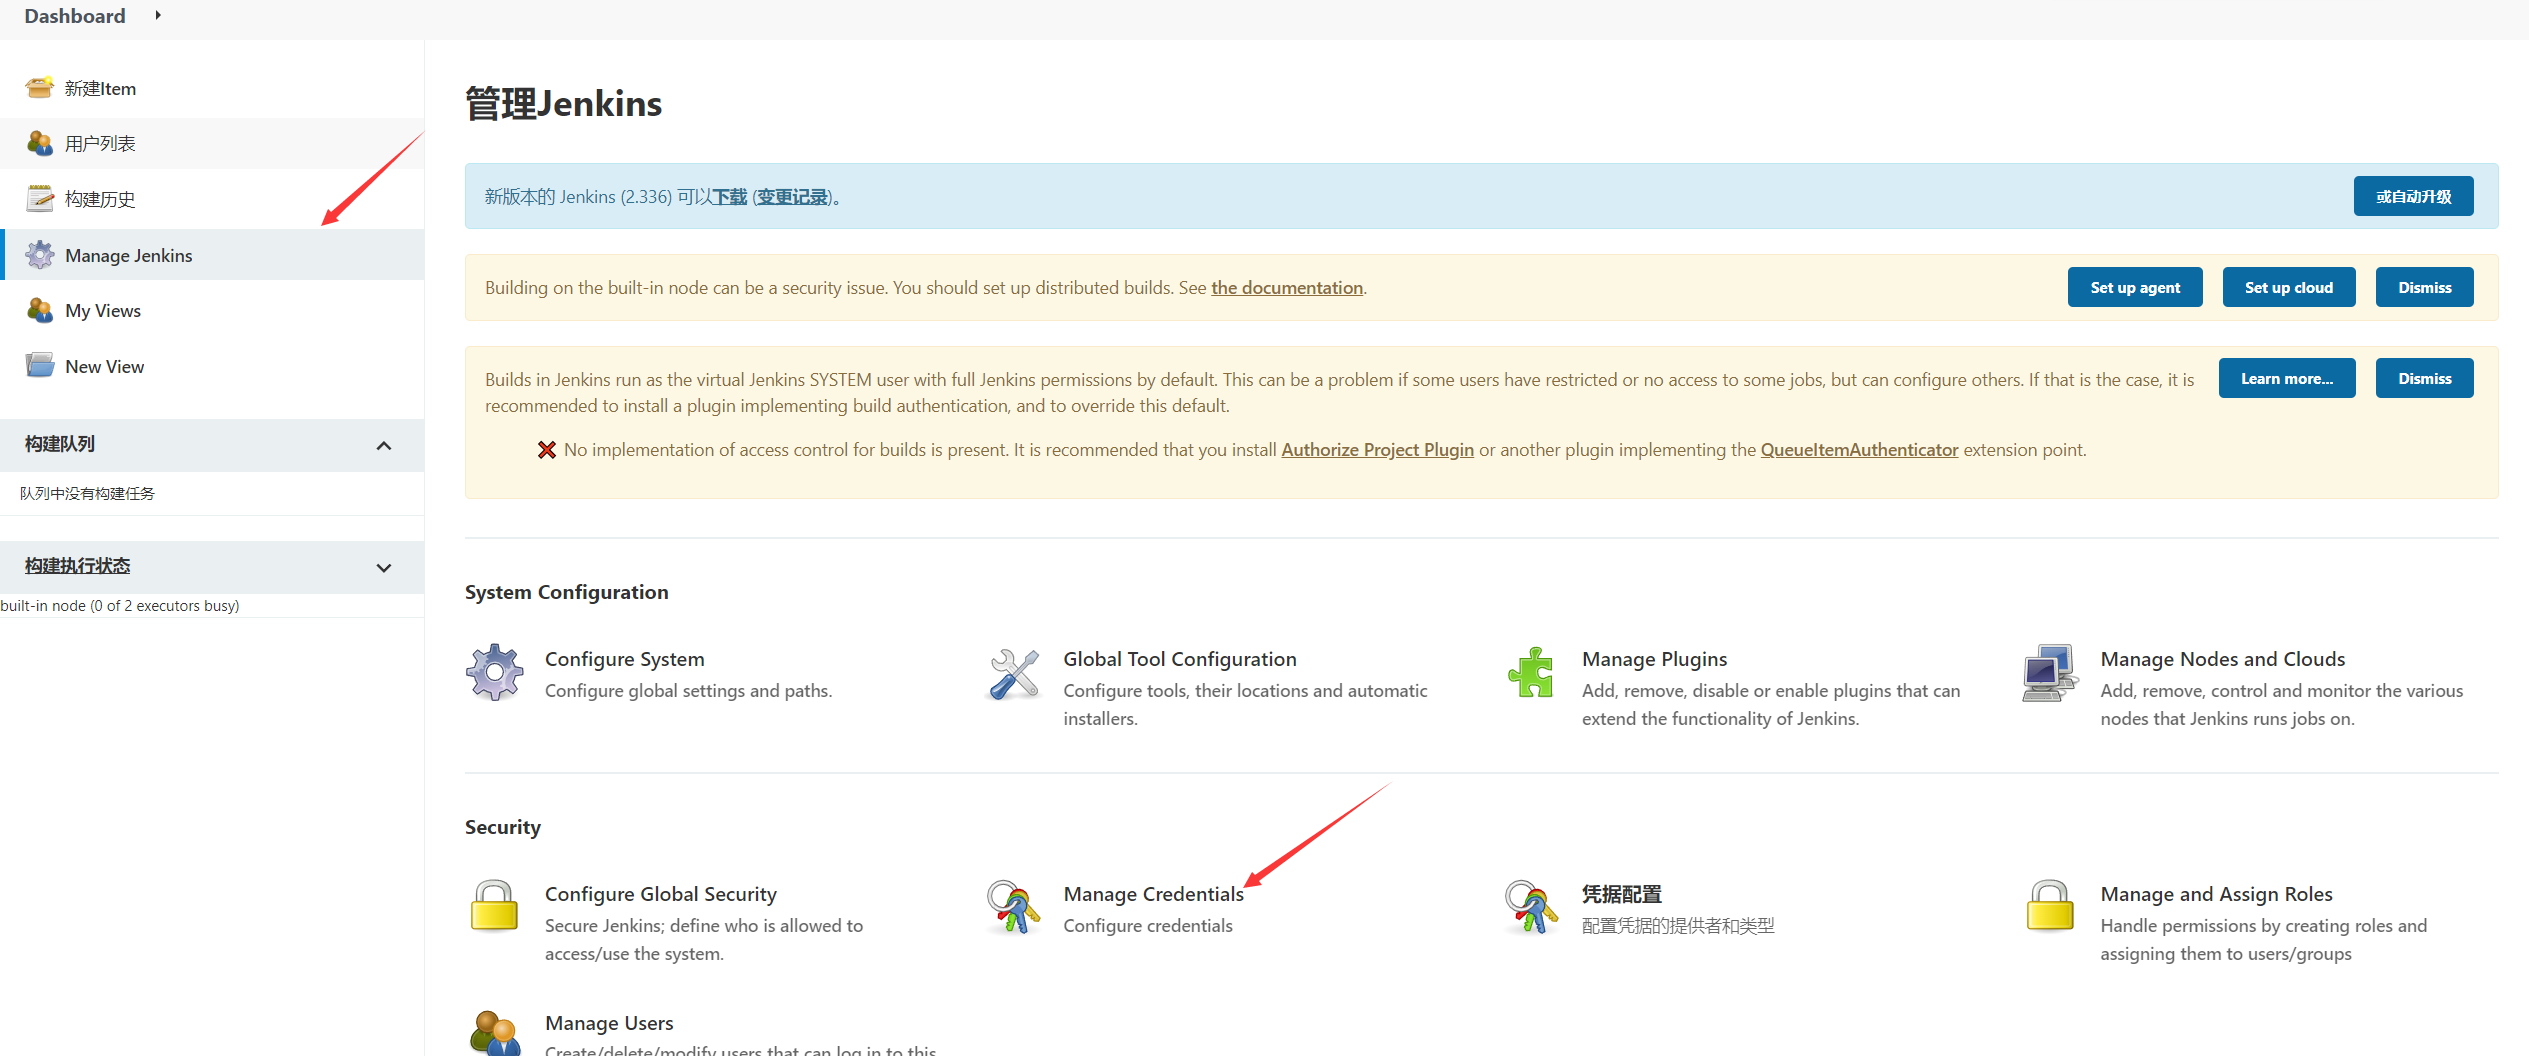 Dashboard
新建Item
用户列表
构建历史
Manage Jenkins
My Views
New View
构建队列
队列中没有构建任务
构建执行状态
built-in node (0 of 2 executors busy)
管理Jenkins
新版本的 Jenkins (2.336) 可以下载 (变更记录)。
或自动升级
Building on the built-in node can be a security issue. You should set up distributed builds. See the documentation.
Set up agent
Set up cloud
Dismiss
Builds in Jenkins run as the virtual Jenkins SYSTEM user with full Jenkins permissions by default. This can be a problem if some users have restricted or no access to some jobs, but can configure others. If that is the case, it is
recommended to install a plugin implementing build authentication, and to override this default.
Learn more...
Dismiss
No implementation of access control for builds is present. It is recommended that you install Authorize Project Plugin or another plugin implementing the QueueItemAuthenticator extension point.
System Configuration
Configure System
Configure global settings and paths.
Global Tool Configuration
Configure tools, their locations and automatic
installers.
Manage Plugins
Add, remove, disable or enable plugins that can
extend the functionality of Jenkins.
Manage Nodes and Clouds
Add, remove, control and monitor the various
nodes that Jenkins runs jobs on.
Security
Configure Global Security
Secure Jenkins; define who is allowed to
access/use the system.
Manage Credentials
Configure credentials
凭据配置
配置凭据的提供者和类型
Manage and Assign Roles
Handle permissions by creating roles and
assigning them to users/groups
Manage Users
Create/delete/modify users that can log in to this